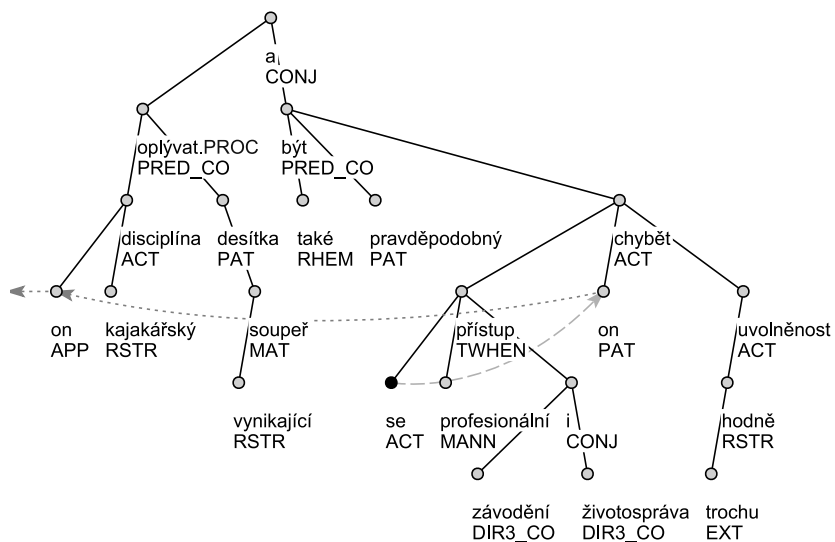 a
CONJ
oplývat.PROC být
PRED_CO PRED_CO
disciplína desítka také pravděpodobný chybět
ACT PAT RHEM PAT ACT
on kajakářský soupeř přístup on uvolněnost
APP RSTR MAT TWHEN PAT ACT
vynikající se profesionální i hodně
RSTR ACT MANN CONJ RSTR
závodění životospráva trochu
DIR3_CO DIR3_CO EXT